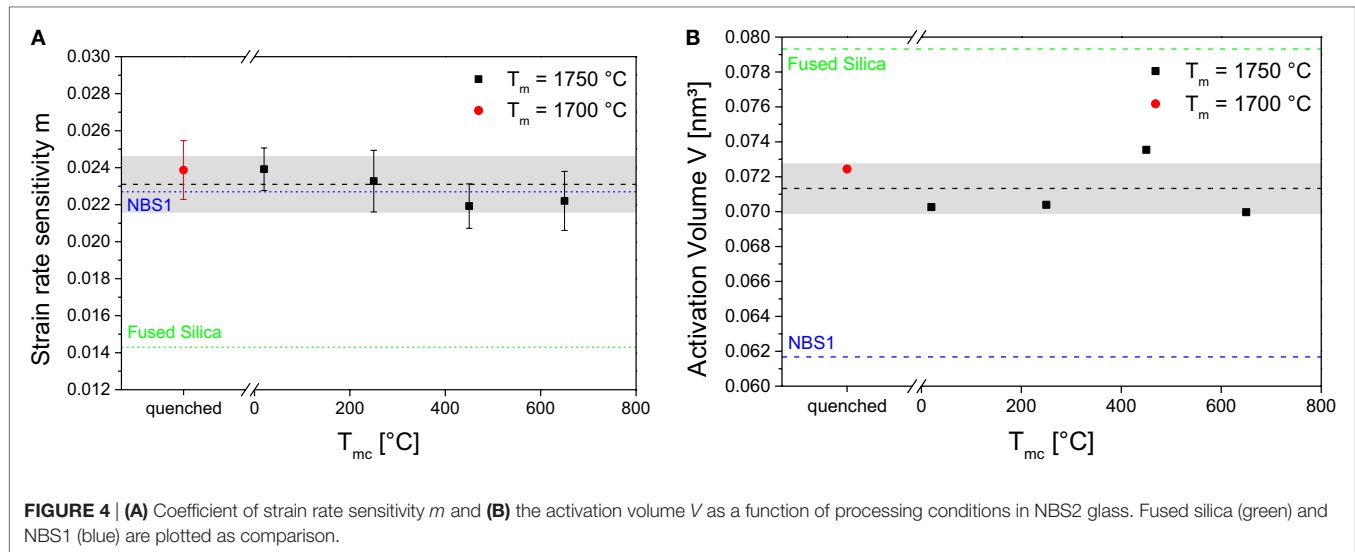 A
0.030
0.028
0.026
0.024
0.022
0.020
0.018
0.016
0.014
0.012
Strain rate sensitivity m
T_m = 1750 °C
T_m = 1700 °C
NBS1
Fused Silica
quenched 0 200 400 600 800
T_mc [°C]
B
0.080
0.078
0.076
0.074
0.072
0.070
0.068
0.066
0.064
0.062
0.060
Activation Volume V [nm³]
Fused Silica
T_m = 1750 °C
T_m = 1700 °C
NBS1
quenched 0 200 400 600 800
T_mc [°C]
FIGURE 4 | (A) Coefficient of strain rate sensitivity m and (B) the activation volume V as a function of processing conditions in NBS2 glass. Fused silica (green) and
NBS1 (blue) are plotted as comparison.